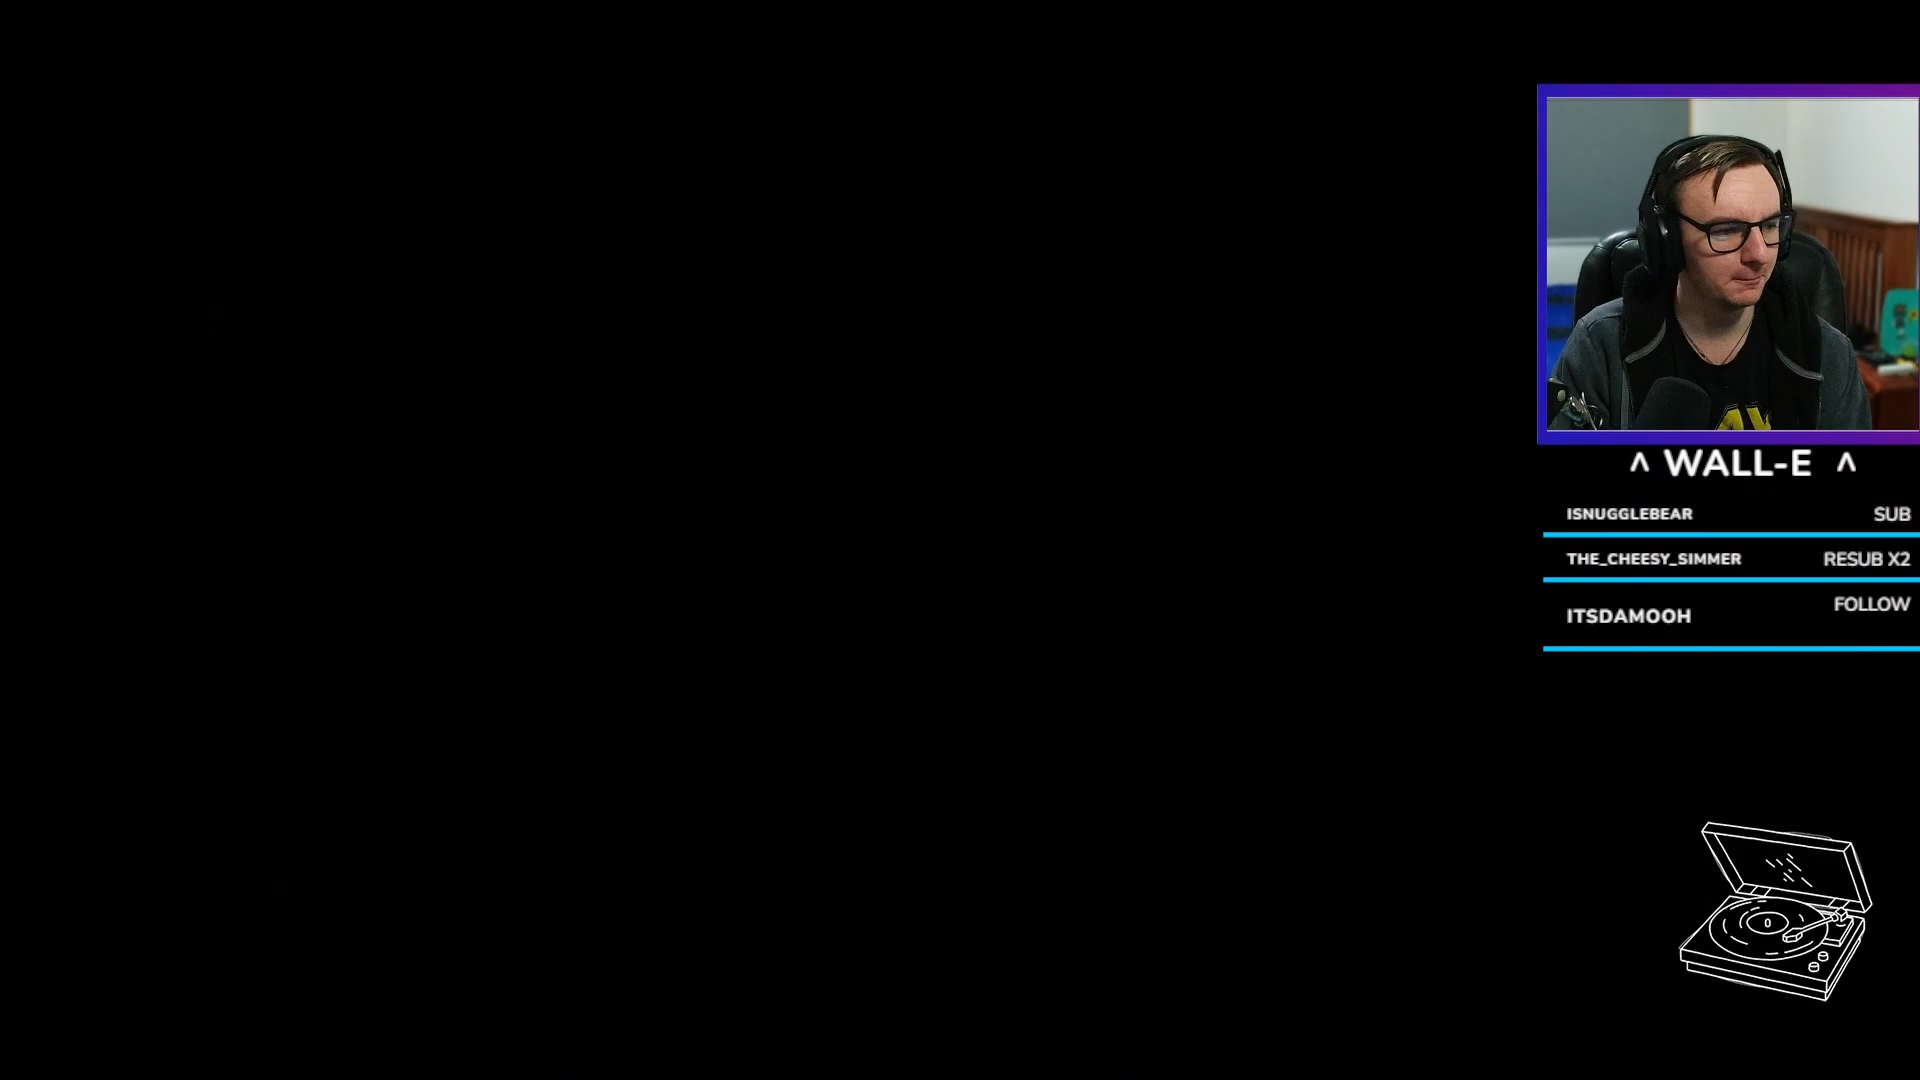 ^ WALL-E ^
ISNUGGLEBEAR SUB
THE_CHEESY_SIMMER RESUB X2
ITSDAMOOH FOLLOW